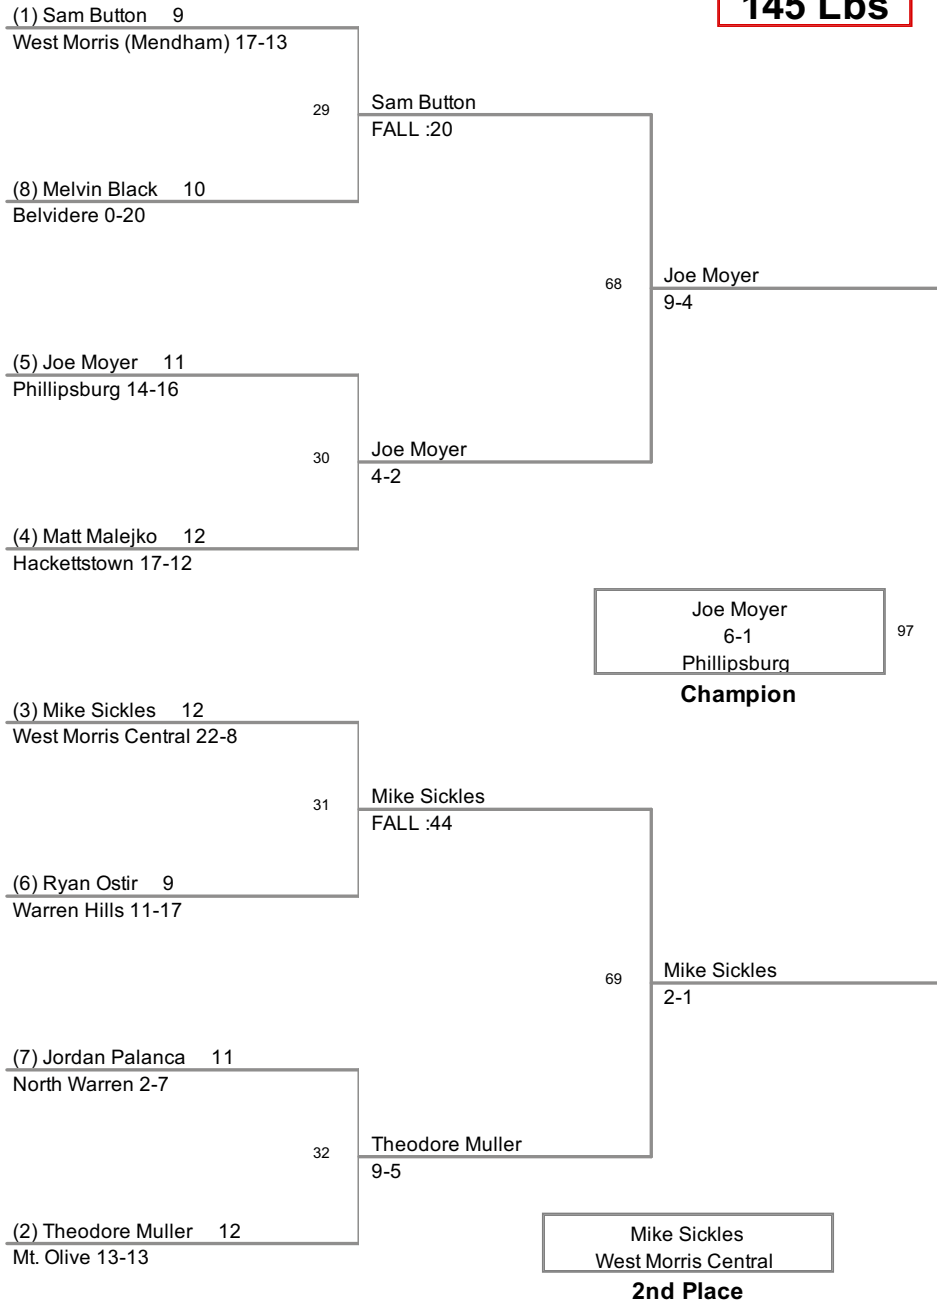 145 Lbs
(1) Sam Button 9
West Morris (Mendham) 17-13
29
Sam Button
FALL :20
(8) Melvin Black 10
Belvidere 0-20
68
Joe Moyer
9-4
(5) Joe Moyer 11
Phillipsburg 14-16
30
Joe Moyer
4-2
(4) Matt Malejko 12
Hackettstown 17-12
Joe Moyer
6-1
Phillipsburg
97
Champion
(3) Mike Sickles 12
West Morris Central 22-8
31
Mike Sickles
FALL :44
(6) Ryan Ostir 9
Warren Hills 11-17
69
Mike Sickles
2-1
(7) Jordan Palanca 11
North Warren 2-7
32
Theodore Muller
9-5
(2) Theodore Muller 12
Mt. Olive 13-13
Mike Sickles
West Morris Central
2nd Place